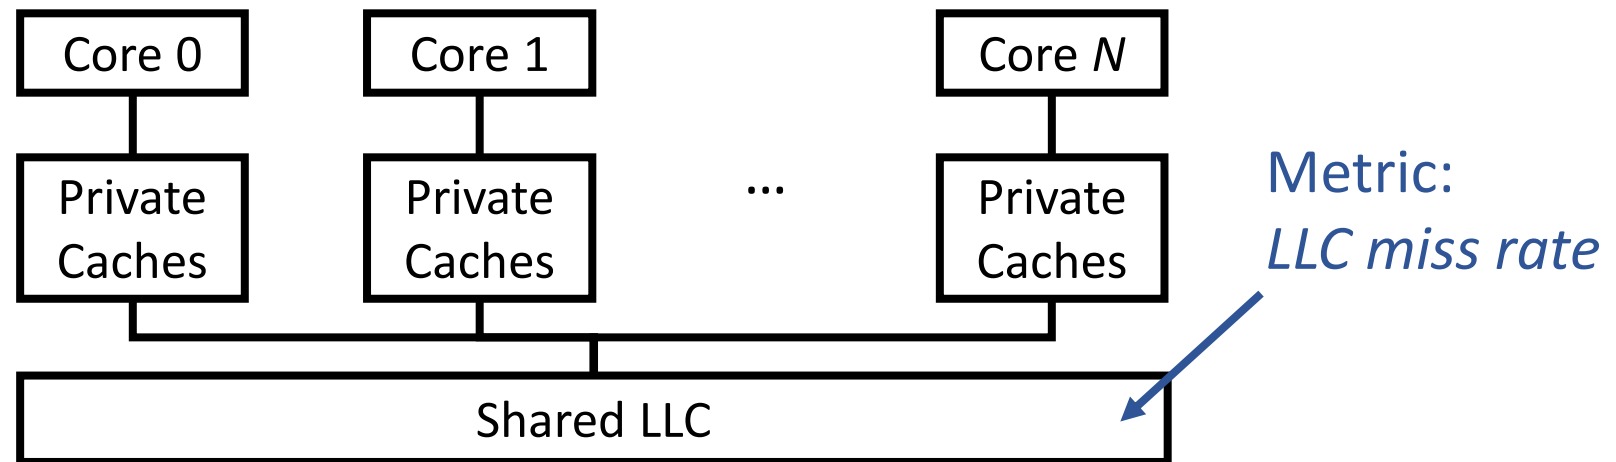 Core 0
Core 1
Core N
Private
Caches
Private
Caches
...
Private
Caches
Metric:
LLC miss rate
Shared LLC